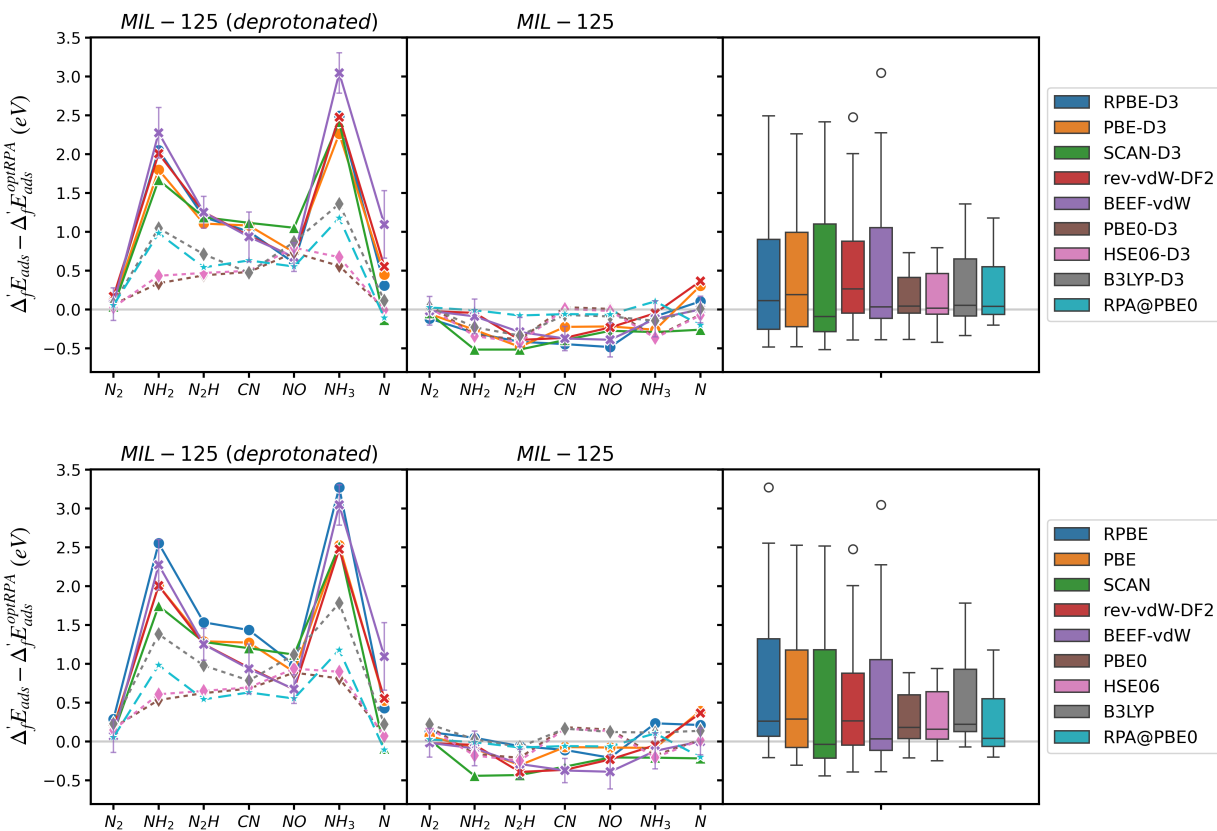 MIL − 125 (deprotonated) MIL − 125
3.5
3.0
2.5
2.0
1.5
1.0
0.5
0.0
−0.5
Δ'fEads − Δ'fE^optRPA_ads (eV)
N2 NH2 N2H CN NO NH3 N N2 NH2 N2H CN NO NH3 N
RPBE-D3
PBE-D3
SCAN-D3
rev-vdW-DF2
BEEF-vdW
PBE0-D3
HSE06-D3
B3LYP-D3
RPA@PBE0
MIL − 125 (deprotonated) MIL − 125
3.5
3.0
2.5
2.0
1.5
1.0
0.5
0.0
−0.5
Δ'fEads − Δ'fE^optRPA_ads (eV)
N2 NH2 N2H CN NO NH3 N N2 NH2 N2H CN NO NH3 N
RPBE
PBE
SCAN
rev-vdW-DF2
BEEF-vdW
PBE0
HSE06
B3LYP
RPA@PBE0